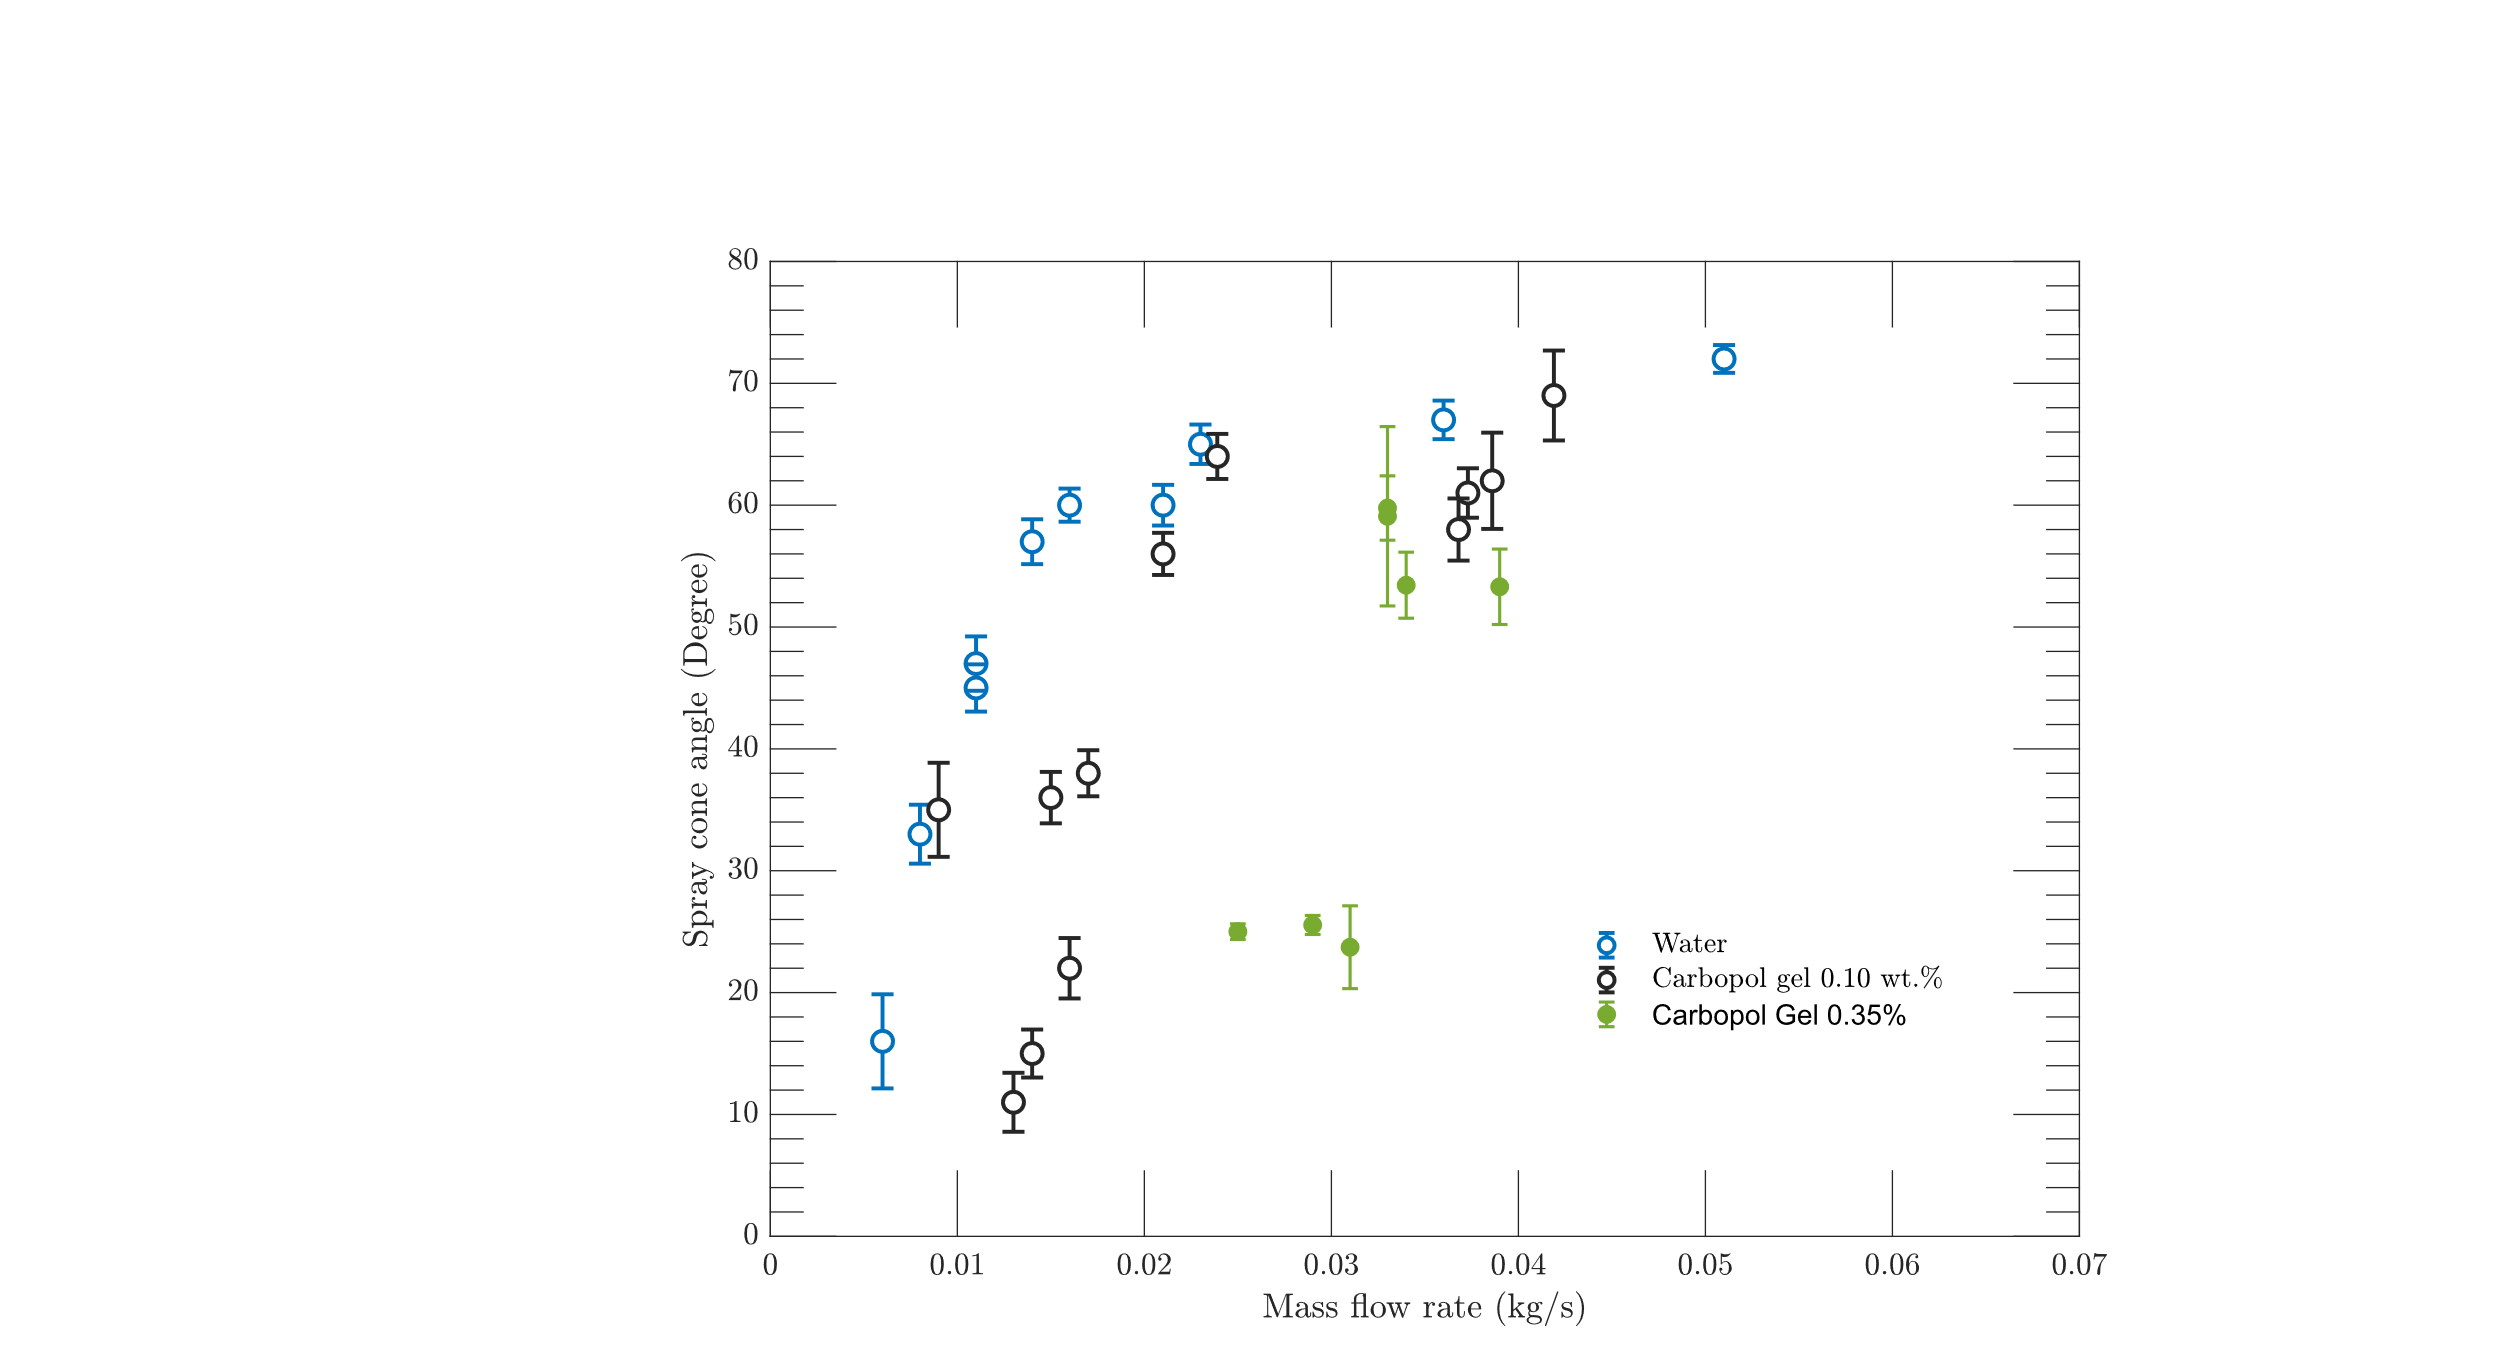 80
70
60
50
40
30
20
10
0
Spray cone angle (Degree)
Water
Carbopol gel 0.10 wt.%
Carbopol Gel 0.35%
0 0.01 0.02 0.03 0.04 0.05 0.06 0.07
Mass flow rate (kg/s)